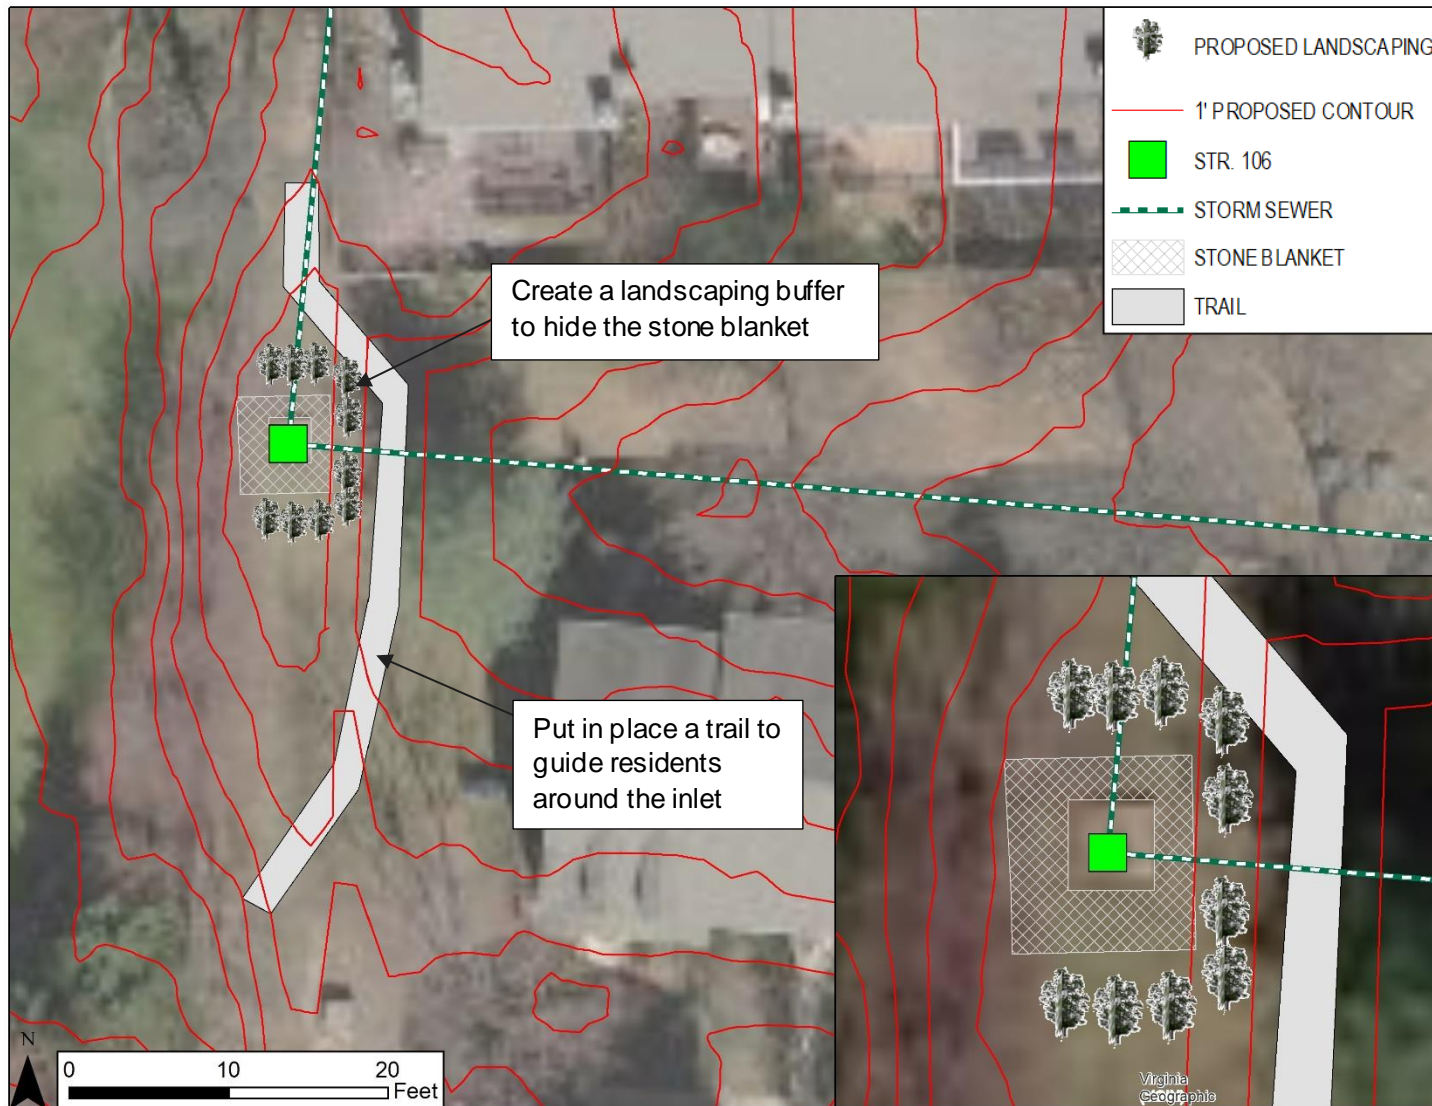 PROPOSED LANDSCAPING
1' PROPOSED CONTOUR
STR. 106
STORM SEWER
STONE BLANKET
TRAIL
Create a landscaping buffer
to hide the stone blanket
Put in place a trail to
guide residents
around the inlet
N
0 10 20
Feet
Virginia
Geographic